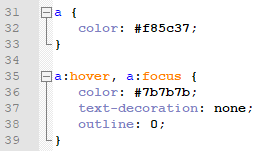 31 a {
32     color: #f85c37;
33 }
34
35 a:hover, a:focus {
36     color: #7b7b7b;
37     text-decoration: none;
38     outline: 0;
39 }